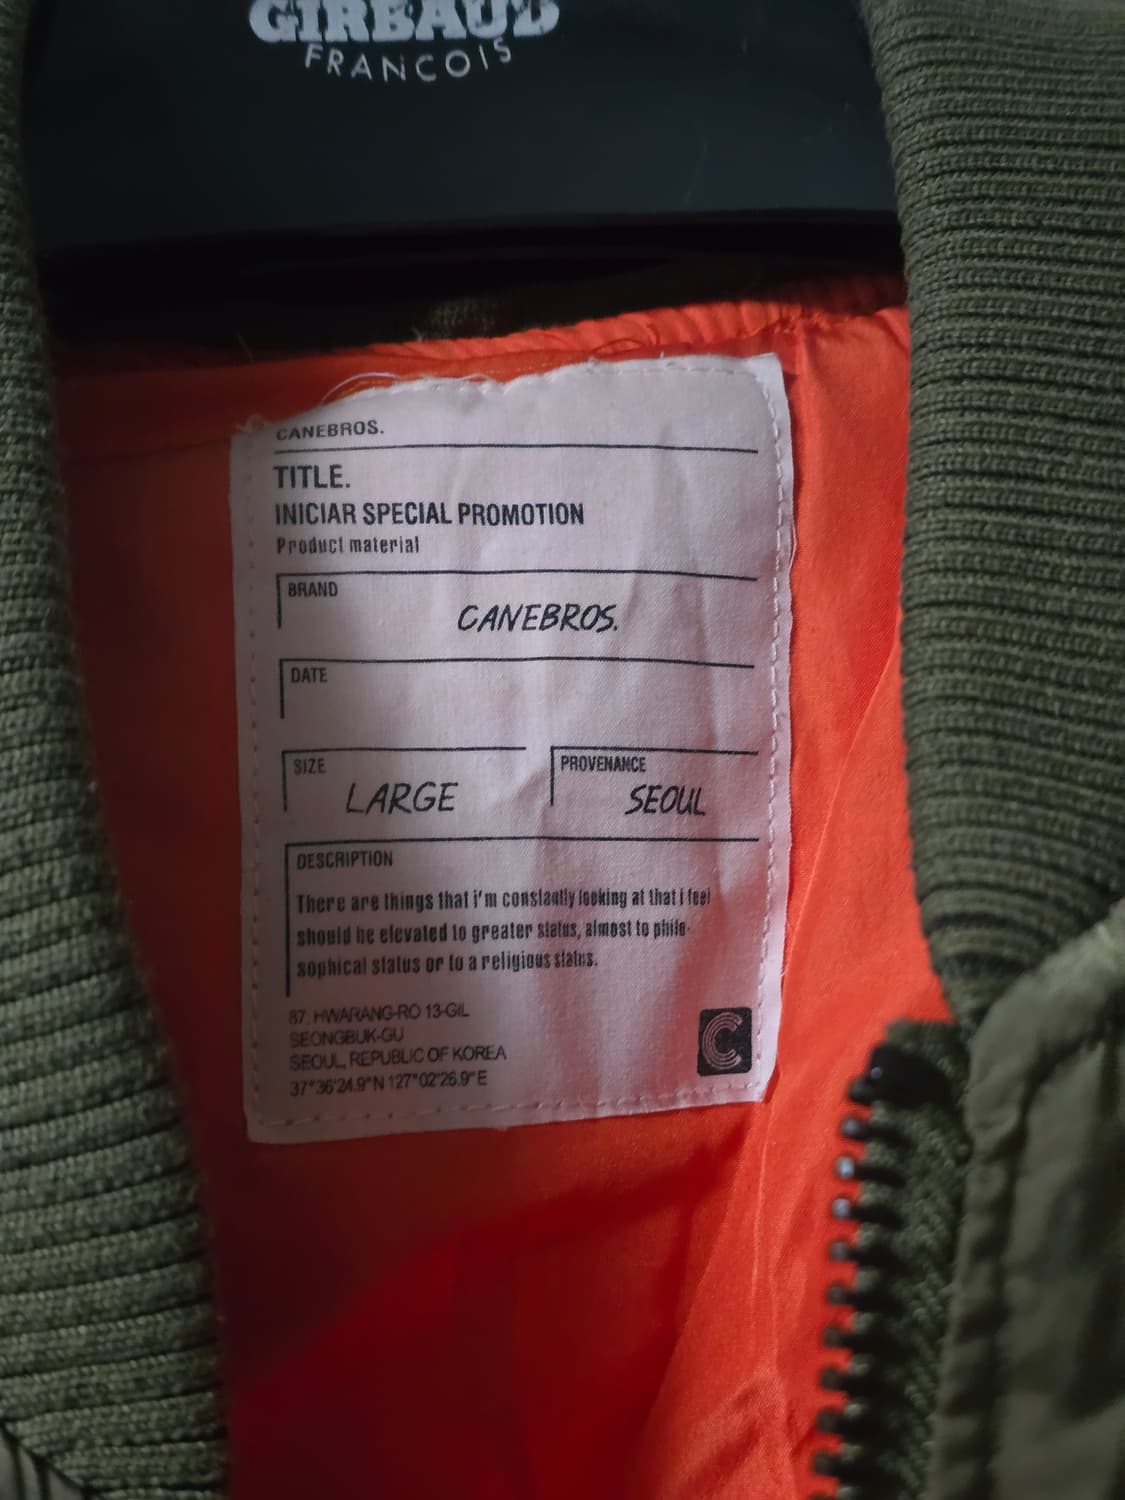 GIRBAUD
FRANCOIS
CANEBROS.
TITLE.
INICIAR SPECIAL PROMOTION
Product material
BRAND
CANEBROS.
DATE
SIZE
LARGE
PROVENANCE
SEOUL
DESCRIPTION
There are things that i'm constantly looking at that i feel
should be elevated to greater status, almost to philo-
sophical status or to a religious status.
87, HWARANG-RO 13-GIL
SEONGBUK-GU
SEOUL, REPUBLIC OF KOREA
37°36'24.9"N 127°02'26.9"E
C